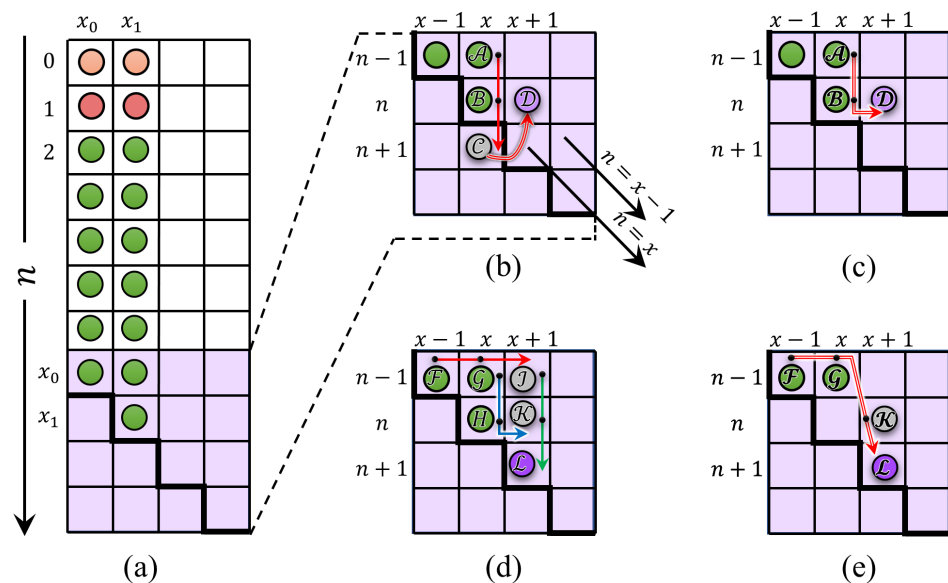 x₀ x₁
0
1
2
n
x₀
x₁
(a)
x − 1 x x + 1
n − 1
n
n + 1
𝒜
ℬ 𝒟
𝒞
n = x − 1
n = x
(b)
x − 1 x x + 1
n − 1
n
n + 1
𝒜
ℬ 𝒟
(c)
x − 1 x x + 1
n − 1
n
n + 1
ℱ 𝒢 ℐ
H 𝒦
ℒ
(d)
x − 1 x x + 1
n − 1
n
n + 1
ℱ 𝒢
𝒦
ℒ
(e)